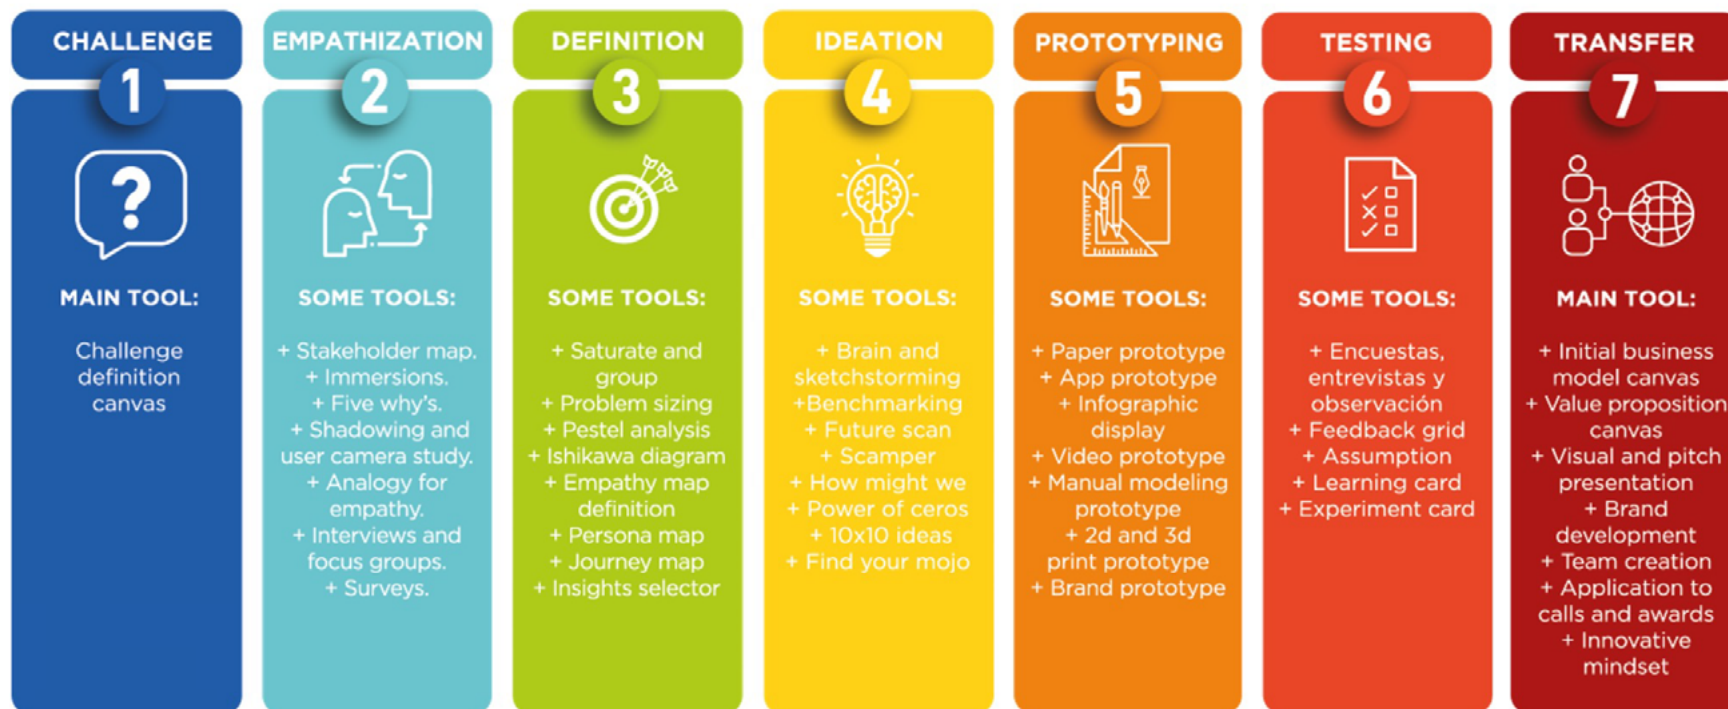 CHALLENGE
1
MAIN TOOL:
Challenge
definition
canvas
EMPATHIZATION
2
SOME TOOLS:
+ Stakeholder map.
+ Immersions.
+ Five why's.
+ Shadowing and
user camera study.
+ Analogy for
empathy.
+ Interviews and
focus groups.
+ Surveys.
DEFINITION
3
SOME TOOLS:
+ Saturate and
group
+ Problem sizing
+ Pestel analysis
+ Ishikawa diagram
+ Empathy map
definition
+ Persona map
+ Journey map
+ Insights selector
IDEATION
4
SOME TOOLS:
+ Brain and
sketchstorming
+Benchmarking
+ Future scan
+ Scamper
+ How might we
+ Power of ceros
+ 10x10 ideas
+ Find your mojo
PROTOTYPING
5
SOME TOOLS:
+ Paper prototype
+ App prototype
+ Infographic
display
+ Video prototype
+ Manual modeling
prototype
+ 2d and 3d
print prototype
+ Brand prototype
TESTING
6
SOME TOOLS:
+ Encuestas,
entrevistas y
observación
+ Feedback grid
+ Assumption
+ Learning card
+ Experiment card
TRANSFER
7
MAIN TOOL:
+ Initial business
model canvas
+ Value proposition
canvas
+ Visual and pitch
presentation
+ Brand
development
+ Team creation
+ Application to
calls and awards
+ Innovative
mindset